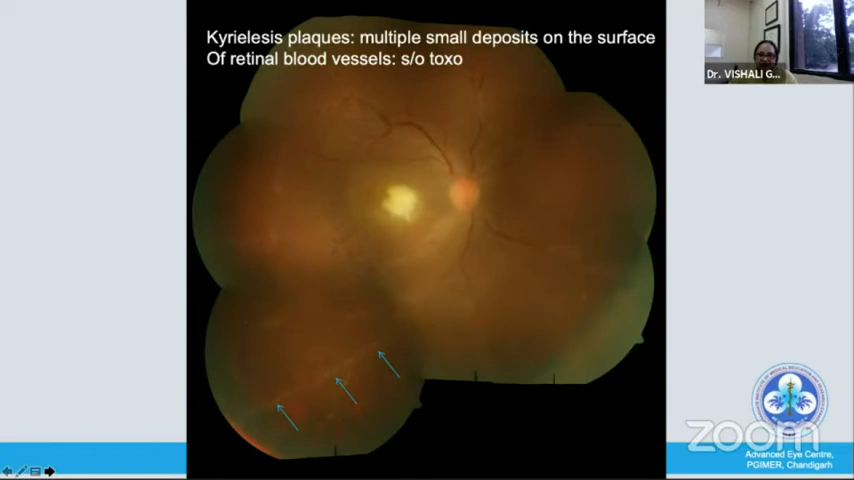 Kyrielesis plaques: multiple small deposits on the surface
Of retinal blood vessels: s/o toxo
Dr. VISHALI G...
zoom
Advanced Eye Centre,
PGIMER, Chandigarh